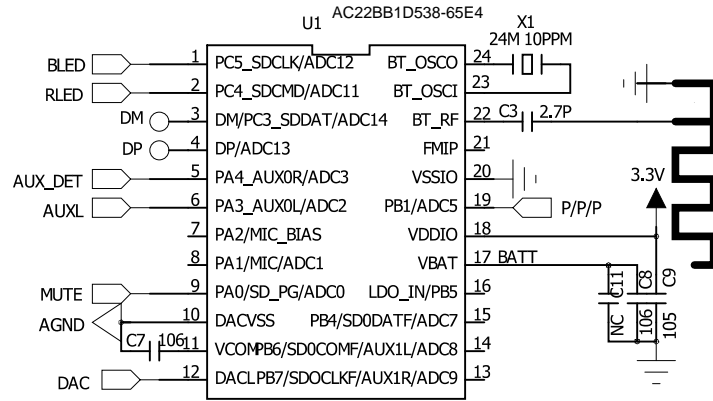 U1 AC22BB1D538-65E4 X1
24M 10PPM
BLED 1 PC5_SDCLK/ADC12 BT_OSCO 24
RLED 2 PC4_SDCMD/ADC11 BT_OSCI 23
DM 3 DM/PC3_SDDAT/ADC14 BT_RF 22 C3 2.7P
DP 4 DP/ADC13 FMIP 21
AUX_DET 5 PA4_AUX0R/ADC3 VSSIO 20 3.3V
AUXL 6 PA3_AUX0L/ADC2 PB1/ADC5 19 P/P/P
7 PA2/MIC_BIAS VDDIO 18
8 PA1/MIC/ADC1 VBAT 17 BATT
MUTE 9 PA0/SD_PG/ADC0 LDO_IN/PB5 16 C11 C8 C9
AGND 10 DACVSS PB4/SD0DATF/ADC7 15 NC 106 105
C7 106 11 VCOMPB6/SD0COMF/AUX1L/ADC8 14
DAC 12 DACLPB7/SDOCLKF/AUX1R/ADC9 13